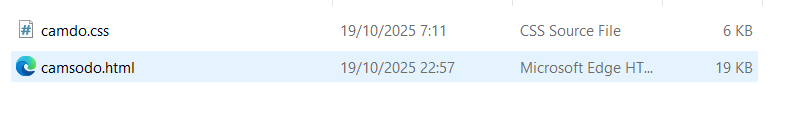 camdo.css 19/10/2025 7:11 CSS Source File 6 KB
camsodo.html 19/10/2025 22:57 Microsoft Edge HT... 19 KB